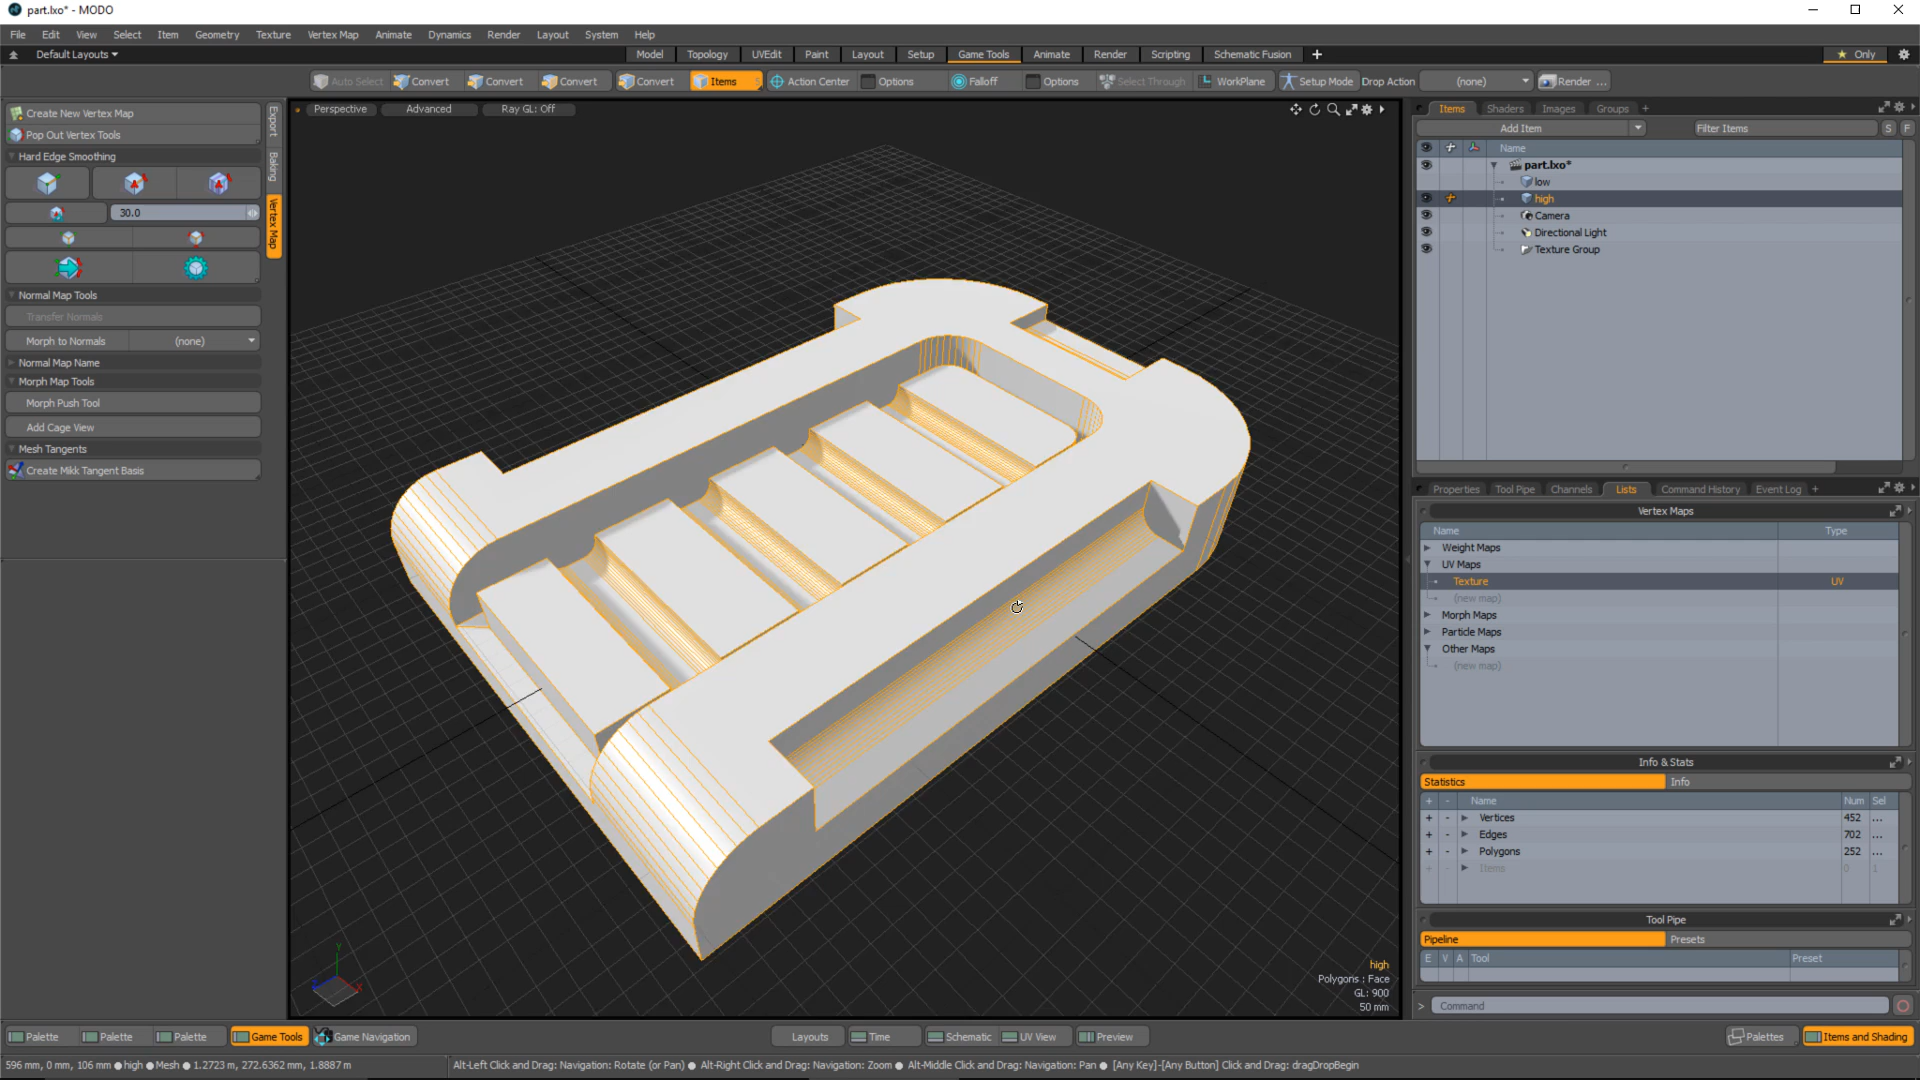 part.lxo* - MODO
File Edit View Select Item Geometry Texture Vertex Map Animate Dynamics Render Layout System Help
Default Layouts Model Topology UVEdit Paint Layout Setup Game Tools Animate Render Scripting Schematic Fusion + Only
Auto Select Convert Convert Convert Convert Items Action Center Options Falloff Options Select Through WorkPlane Setup Mode Drop Action (none) Render ...
Create New Vertex Map
Pop Out Vertex Tools
Hard Edge Smoothing
30.0
Normal Map Tools
Transfer Normals
Morph to Normals (none)
Normal Map Name
Morph Map Tools
Morph Push Tool
Add Cage View
Mesh Tangents
Create Mikk Tangent Basis
Export
Baking
Vertex Map
Perspective Advanced Ray GL: Off
Y
X
high
Polygons : Face
GL: 900
50 mm
Items Shaders Images Groups +
Add Item Filter Items S F
Name
part.lxo*
low
high
Camera
Directional Light
Texture Group
Properties Tool Pipe Channels Lists Command History Event Log +
Vertex Maps
Name Type
Weight Maps
UV Maps
Texture UV
(new map)
Morph Maps
Particle Maps
Other Maps
(new map)
Info & Stats
Statistics Info
+ - Name Num Sel
+ - Vertices 452 ...
+ - Edges 702 ...
+ - Polygons 252 ...
+ - Items 0 1
Tool Pipe
Pipeline Presets
E V A Tool Preset
> Command
Palette Palette Palette Game Tools Game Navigation Layouts Time Schematic UV View Preview Palettes Items and Shading
596 mm, 0 mm, 106 mm ● high ● Mesh ● 1.2723 m, 272.6362 mm, 1.8887 m Alt-Left Click and Drag: Navigation: Rotate (or Pan) ● Alt-Right Click and Drag: Navigation: Zoom ● Alt-Middle Click and Drag: Navigation: Pan ● [Any Key]-[Any Button] Click and Drag: dragDropBegin